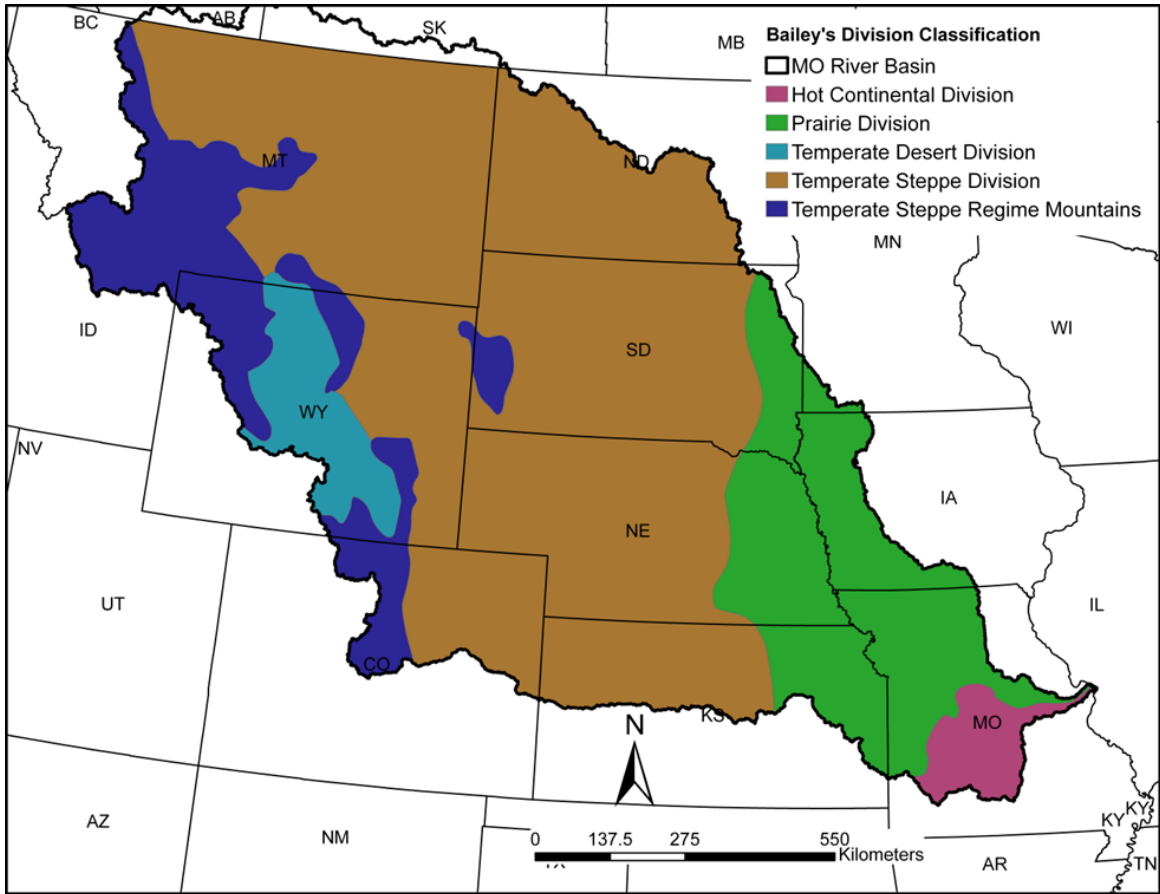 BC
AB
SK
MB
Bailey's Division Classification
MO River Basin
Hot Continental Division
Prairie Division
Temperate Desert Division
Temperate Steppe Division
Temperate Steppe Regime Mountains
MT
ND
MN
ID
WI
SD
WY
NV
IA
NE
UT
IL
CO
KS
MO
N
AZ
NM
KY
KY
TN
AR
0 137.5 275 550
Kilometers